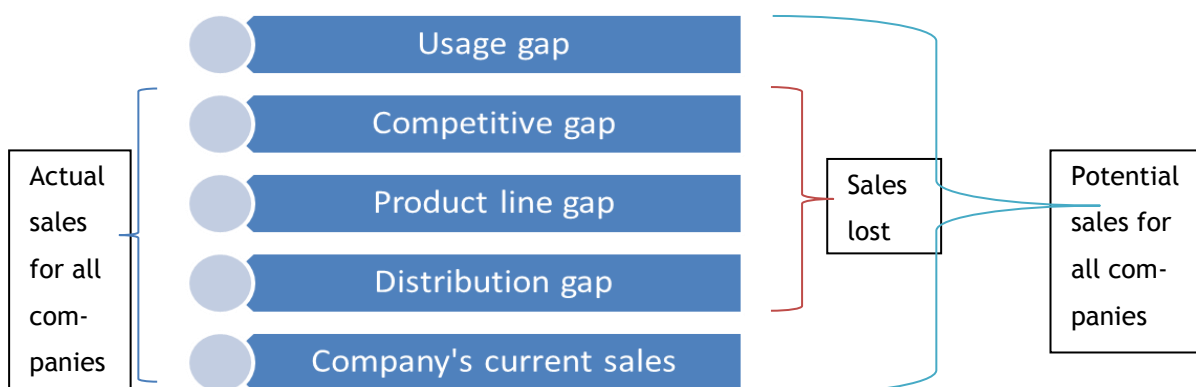 Usage gap
Competitive gap
Product line gap
Distribution gap
Company's current sales
Actual
sales
for all
com-
panies
Sales
lost
Potential
sales for
all com-
panies